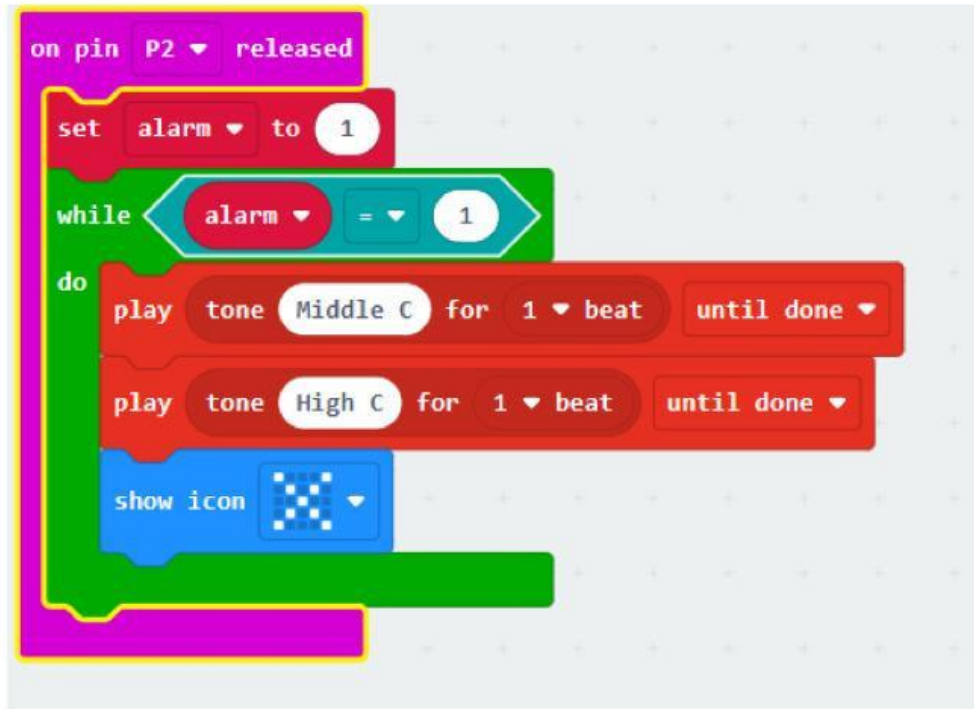 on pin P2 released
set alarm to 1
while alarm = 1
do
play tone Middle C for 1 beat until done
play tone High C for 1 beat until done
show icon